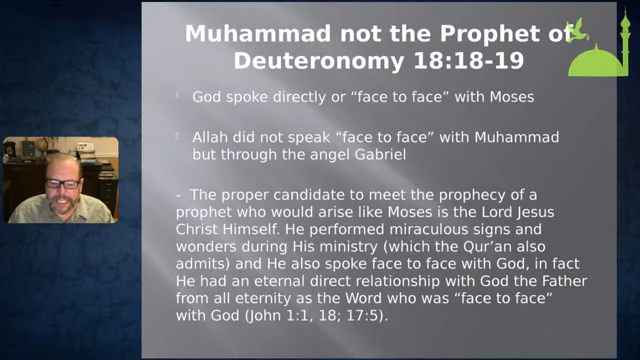 Muhammad not the Prophet of
Deuteronomy 18:18-19
God spoke directly or “face to face” with Moses
Allah did not speak “face to face” with Muhammad
but through the angel Gabriel
- The proper candidate to meet the prophecy of a
prophet who would arise like Moses is the Lord Jesus
Christ Himself. He performed miraculous signs and
wonders during His ministry (which the Qur’an also
admits) and He also spoke face to face with God, in fact
He had an eternal direct relationship with God the Father
from all eternity as the Word who was “face to face”
with God (John 1:1, 18; 17:5).